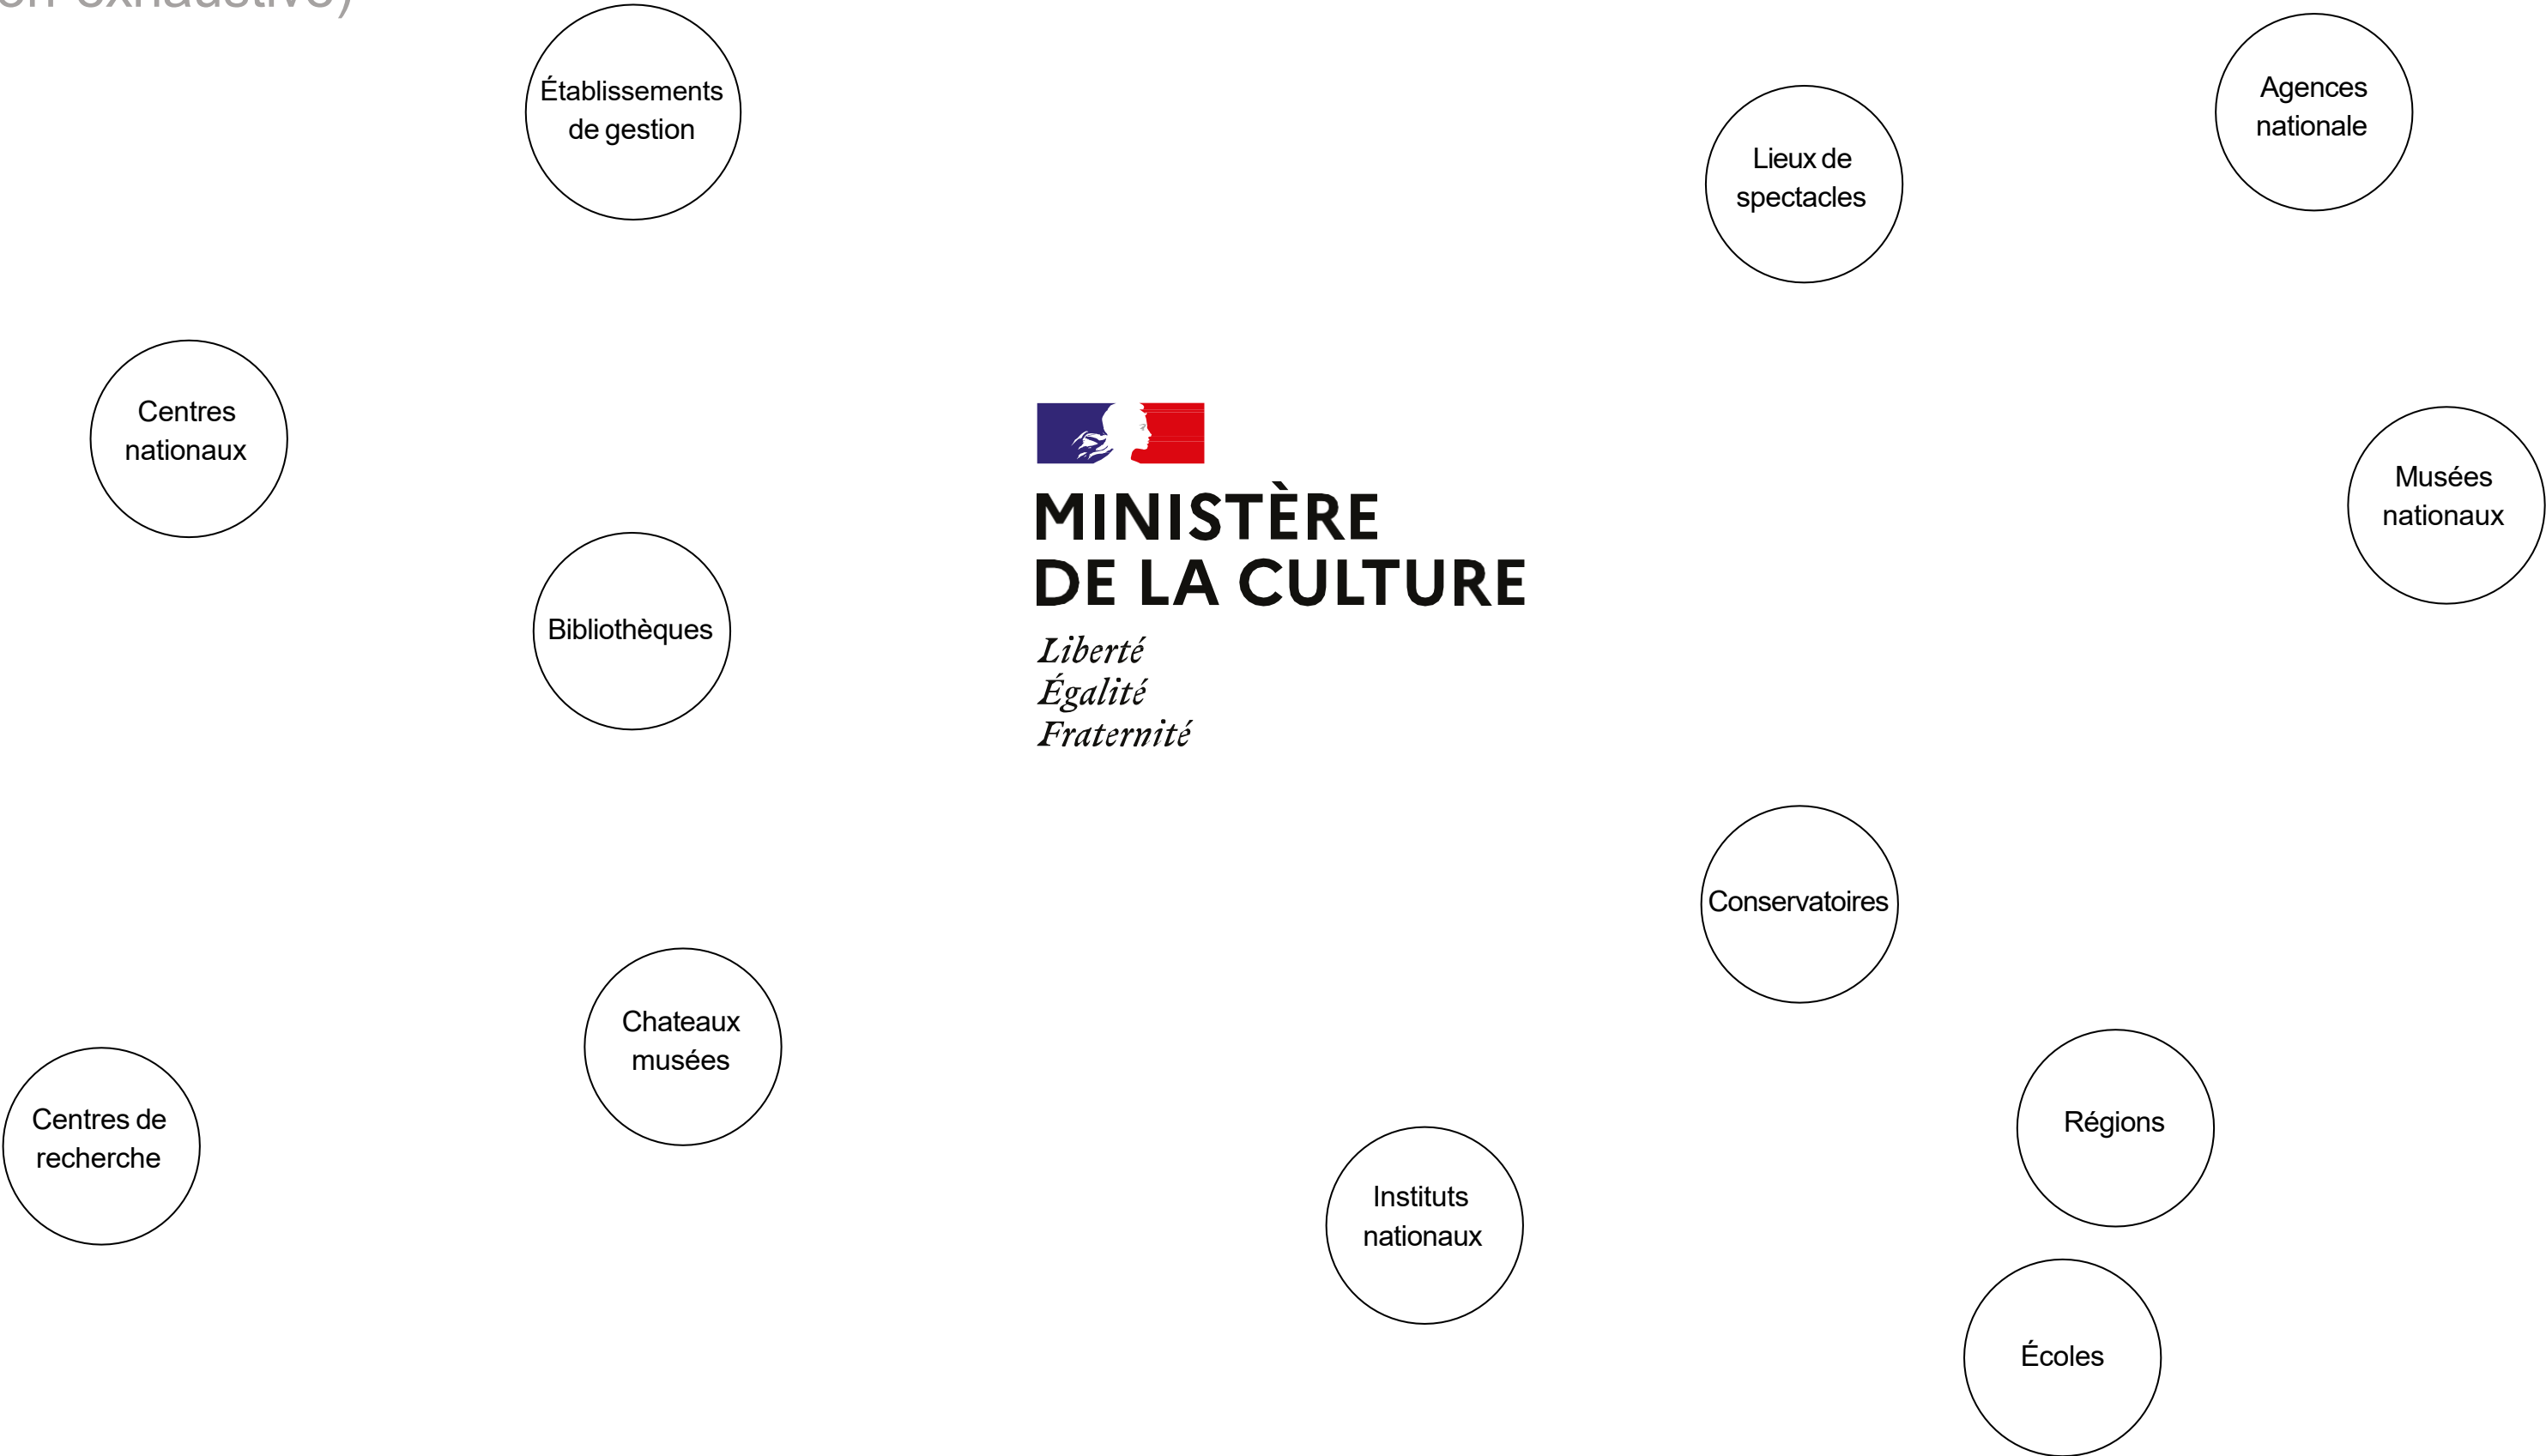 exhaustive)
Établissements
de gestion
Agences
nationale
Lieux de
spectacles
Centres
nationaux
MINISTÈRE
DE LA CULTURE
Liberté
Égalité
Fraternité
Musées
nationaux
Bibliothèques
Conservatoires
Chateaux
musées
Centres de
recherche
Régions
Instituts
nationaux
Écoles